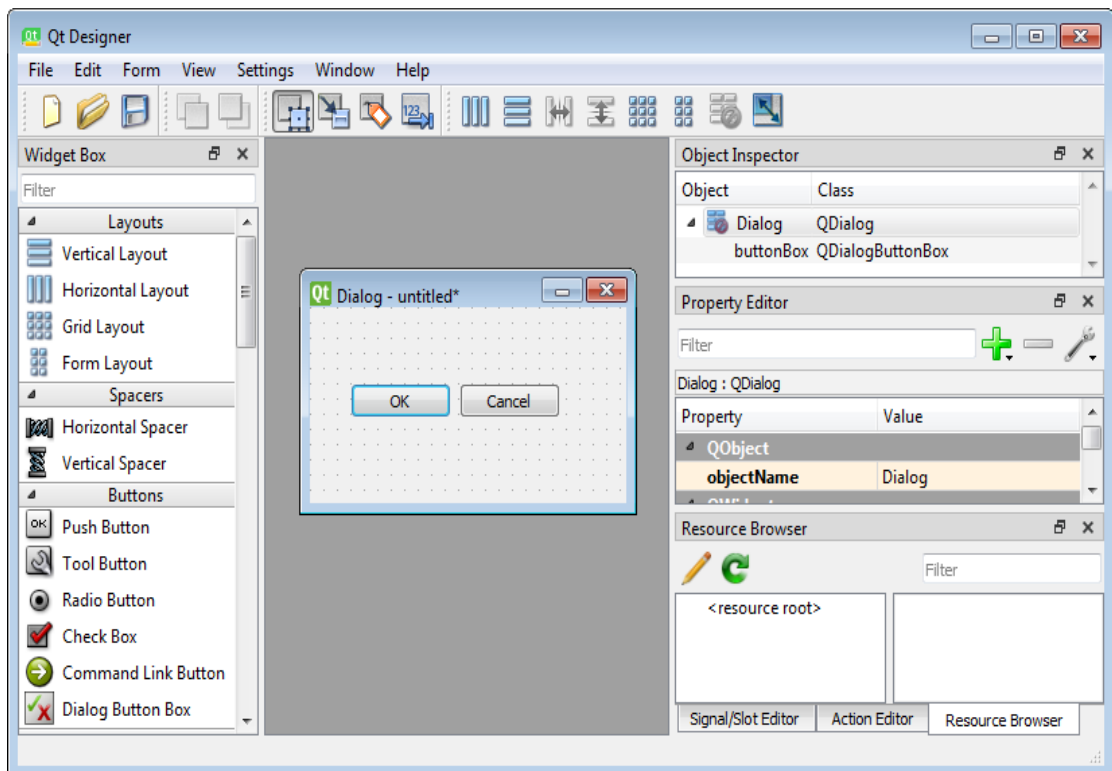 Qt Designer
File Edit Form View Settings Window Help
123
Widget Box
Filter
Layouts
Vertical Layout
Horizontal Layout
Grid Layout
Form Layout
Spacers
Horizontal Spacer
Vertical Spacer
Buttons
OK Push Button
Tool Button
Radio Button
Check Box
Command Link Button
Dialog Button Box
Qt Dialog - untitled*
OK Cancel
Object Inspector
Object Class
Dialog QDialog
buttonBox QDialogButtonBox
Property Editor
Filter
Dialog : QDialog
Property Value
QObject
objectName Dialog
Resource Browser
Filter
<resource root>
Signal/Slot Editor Action Editor Resource Browser